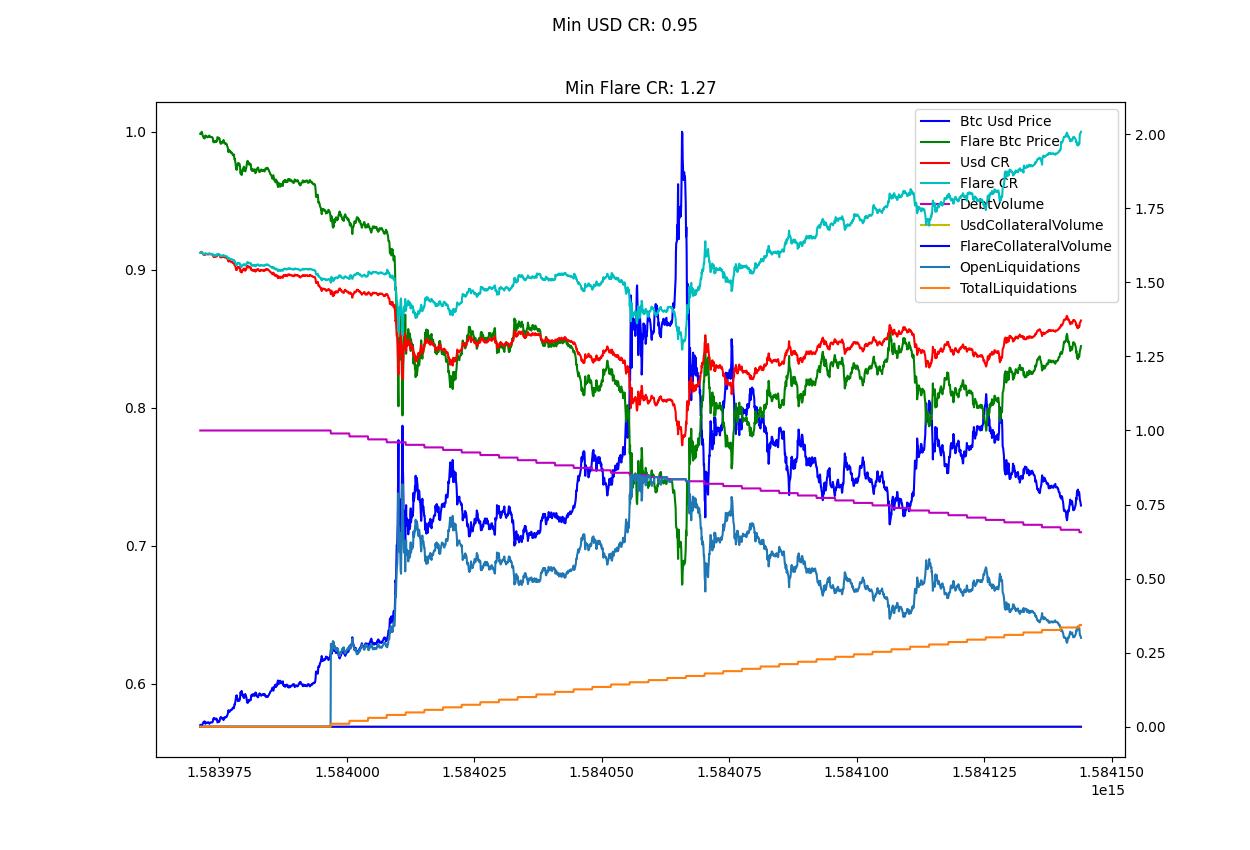 Min USD CR: 0.95
Min Flare CR: 1.27
1.0
0.9
0.8
0.7
0.6
2.00
1.75
1.50
1.25
1.00
0.75
0.50
0.25
0.00
Btc Usd Price
Flare Btc Price
Usd CR
Flare CR
DebtVolume
UsdCollateralVolume
FlareCollateralVolume
OpenLiquidations
TotalLiquidations
1.583975 1.584000 1.584025 1.584050 1.584075 1.584100 1.584125 1.584150
1e15